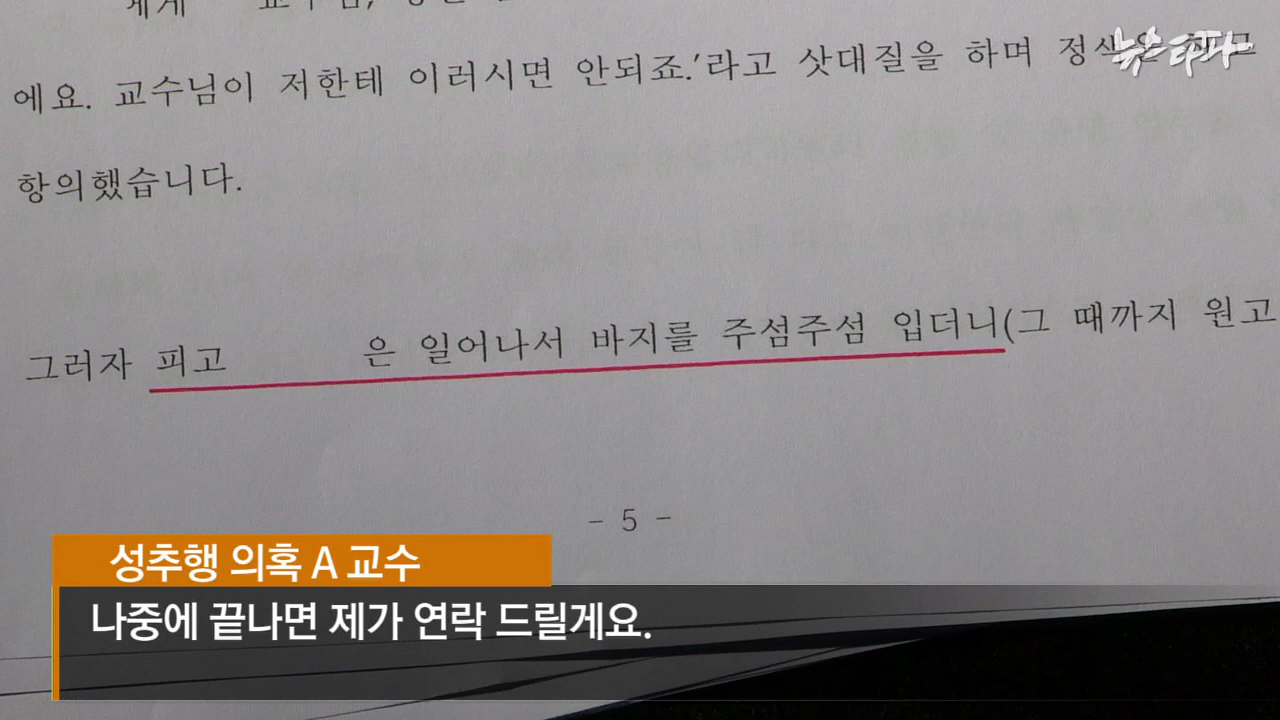 뉴스타파
에요. 교수님이 저한테 이러시면 안되죠.'라고 삿대질을 하며
항의했습니다.
그러자 피고 은 일어나서 바지를 주섬주섬 입더니(그 때까지 원고
- 5 -
성추행 의혹 A 교수
나중에 끝나면 제가 연락 드릴게요.